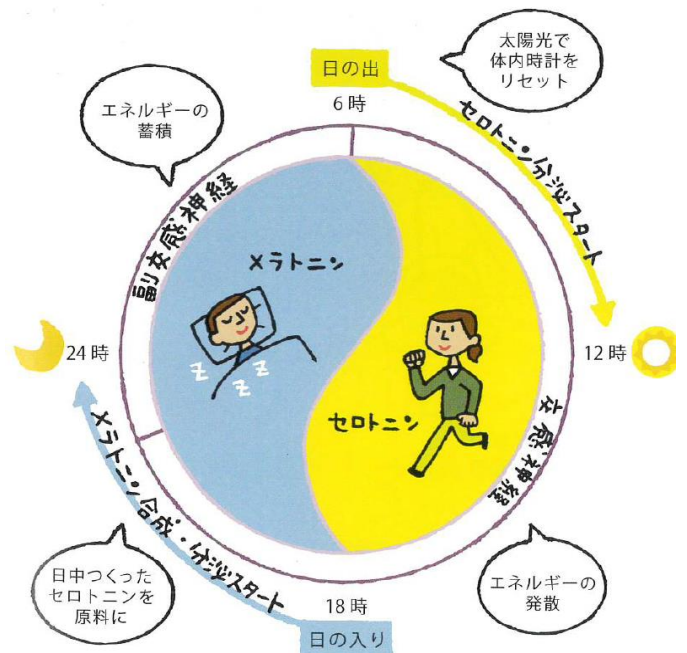 太陽光で
体内時計を
リセット
日の出
6時
エネルギーの
蓄積
セロトニン分泌スタート
副交感神経
メラトニン
z
z
z
24時
12時
セロトニン
交感神経
メラトニン合成・分泌スタート
日中つくった
セロトニンを
原料に
エネルギーの
発散
18時
日の入り